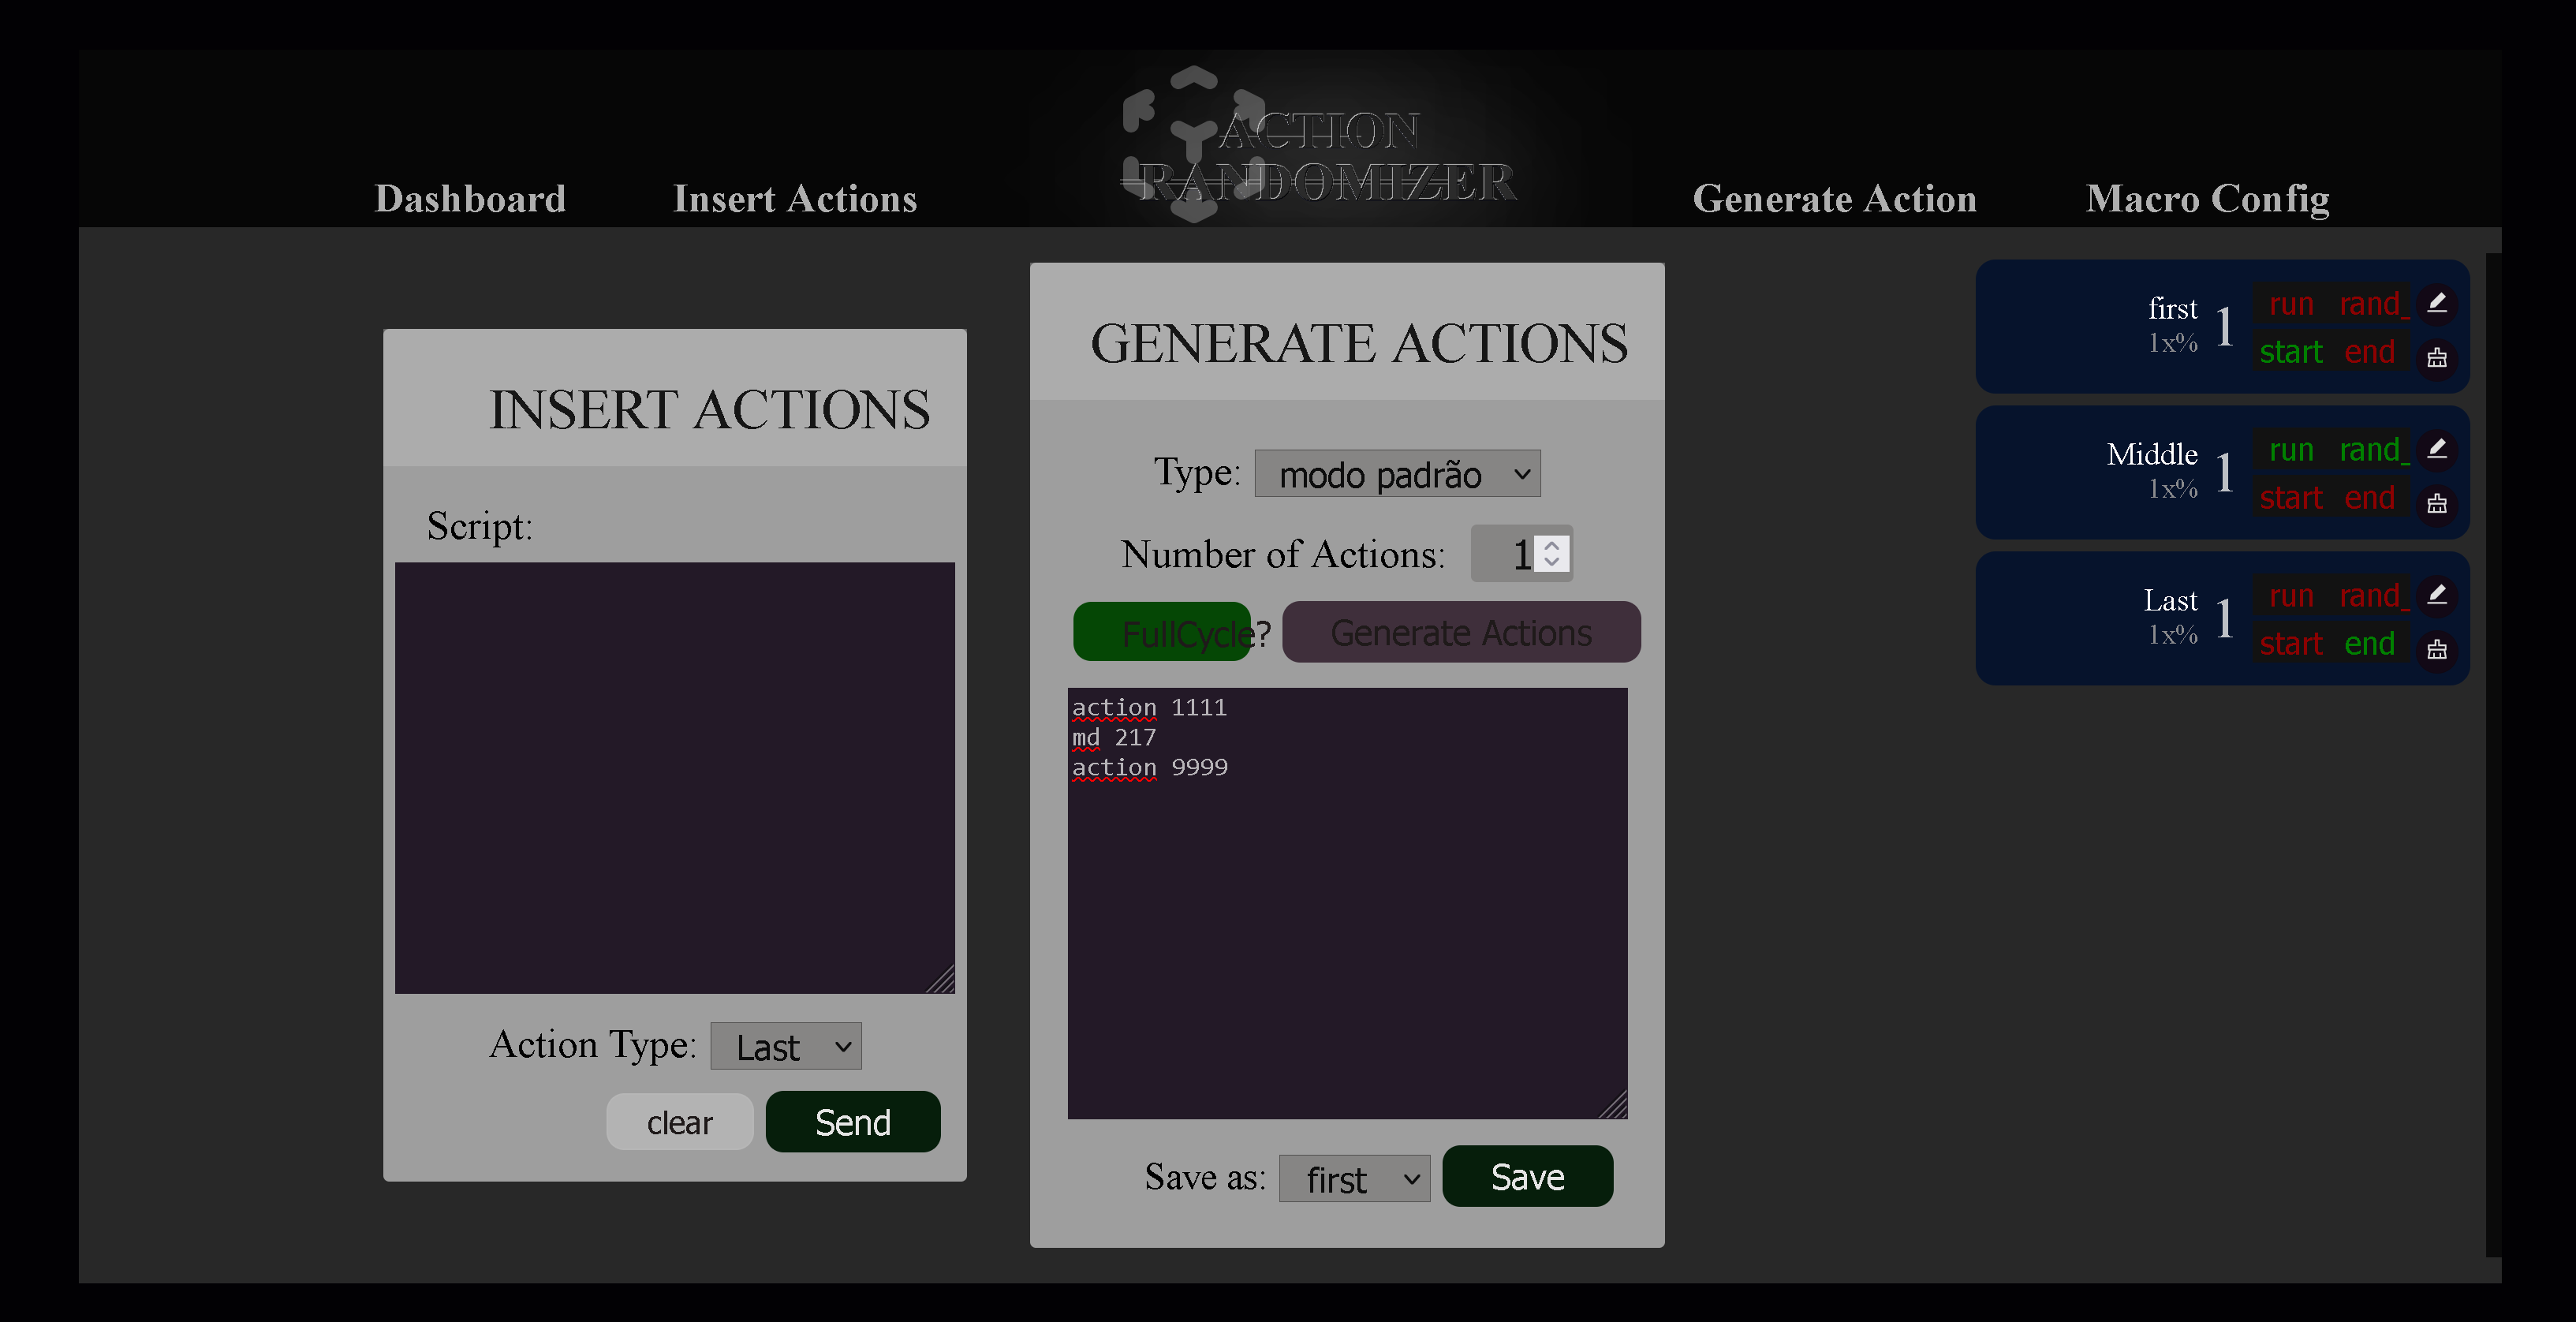 ACTION
RANDOMIZER
Dashboard
Insert Actions
Generate Action
Macro Config
INSERT ACTIONS
Script:
Action Type: Last
clear
Send
GENERATE ACTIONS
Type: modo padrão
Number of Actions: 1
FullCycle?
Generate Actions
action 1111
md 217
action 9999
Save as: first
Save
first
1x%
1
run rand_
start end
Middle
1x%
1
run rand_
start end
Last
1x%
1
run rand_
start end